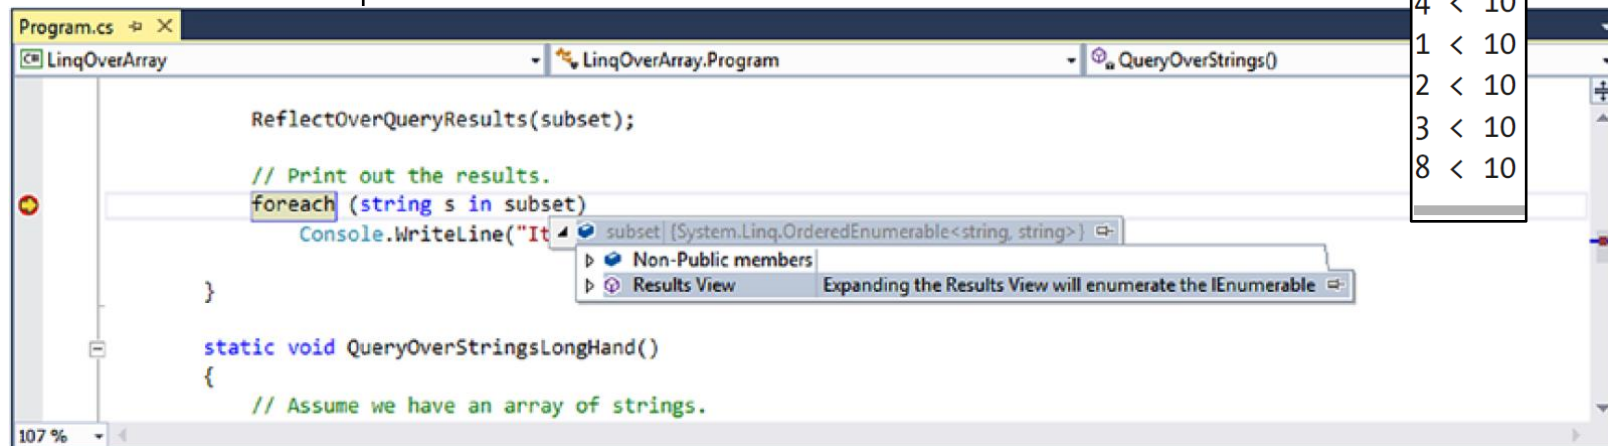 Program.cs
LinqOverArray LinqOverArray.Program QueryOverStrings()
ReflectOverQueryResults(subset);
// Print out the results.
foreach (string s in subset)
Console.WriteLine("It
subset {System.Linq.OrderedEnumerable<string, string>}
Non-Public members
Results View Expanding the Results View will enumerate the IEnumerable
}
static void QueryOverStringsLongHand()
{
// Assume we have an array of strings.
107 %
4 < 10
1 < 10
2 < 10
3 < 10
8 < 10